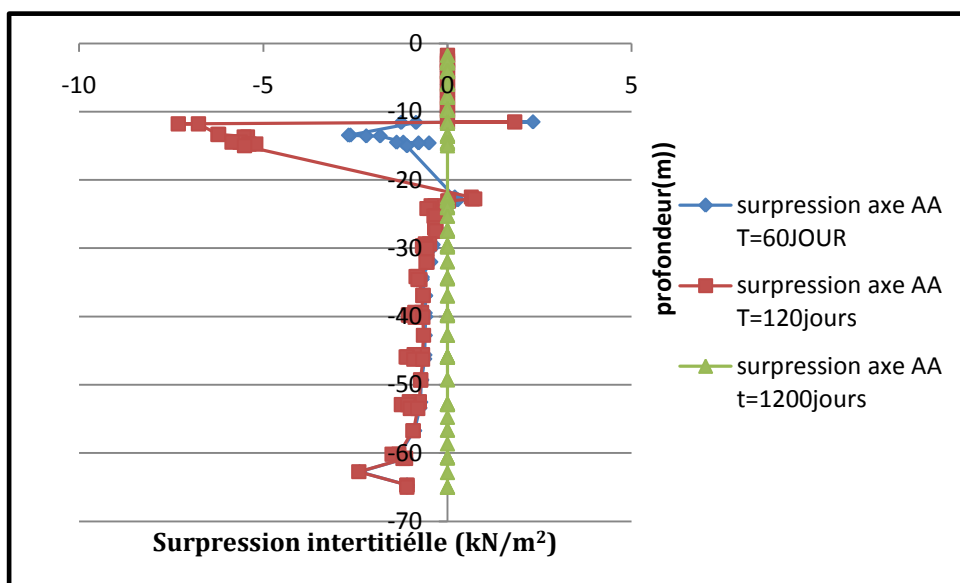 0
-10
-5
0
5
-10
-20
-30
-40
-50
-60
-70
profondeur(m))
surpression axe AA
T=60JOUR
surpression axe AA
T=120jours
surpression axe AA
t=1200jours
Surpression intertitiélle (kN/m²)